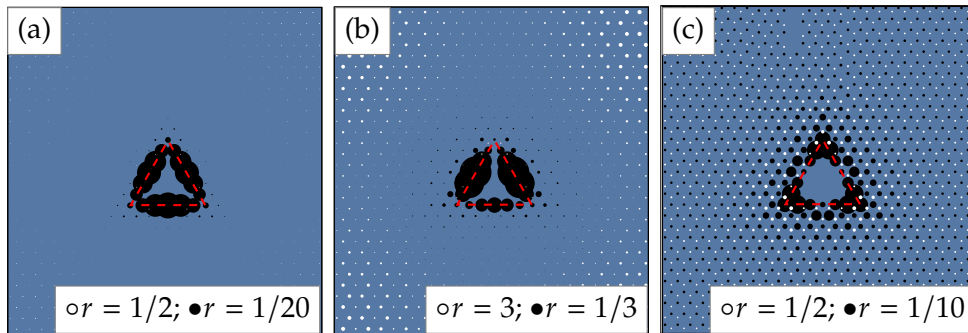 (a)
(b)
(c)
○r = 1/2; ●r = 1/20
○r = 3; ●r = 1/3
○r = 1/2; ●r = 1/10